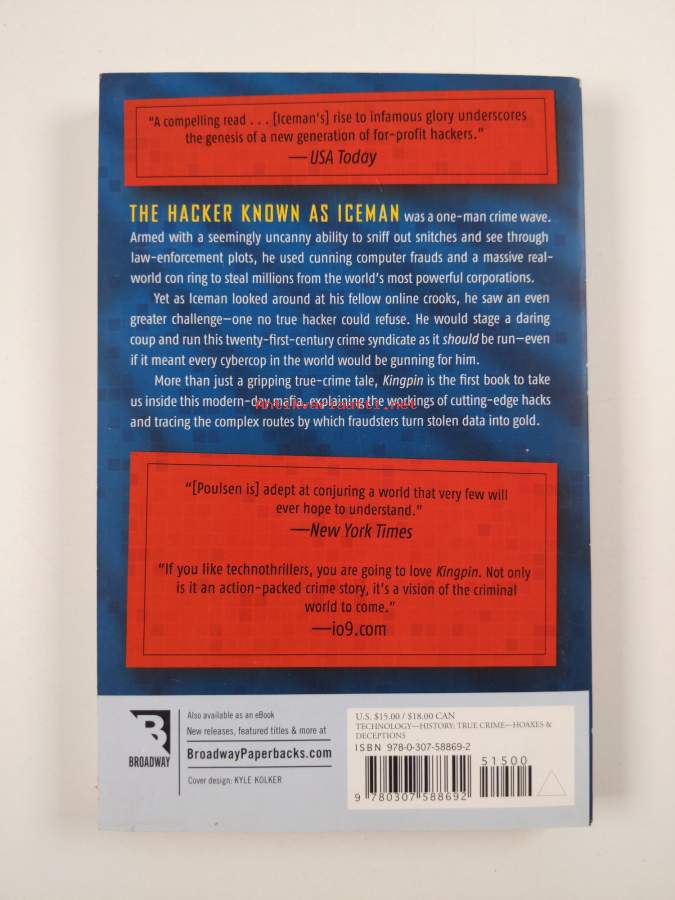 “A compelling read . . . [Iceman's] rise to infamous glory underscores
the genesis of a new generation of for-profit hackers.”
—USA Today
THE HACKER KNOWN AS ICEMAN was a one-man crime wave.
Armed with a seemingly uncanny ability to sniff out snitches and see through
law-enforcement plots, he used cunning computer frauds and a massive real-
world con ring to steal millions from the world's most powerful corporations.
Yet as Iceman looked around at his fellow online crooks, he saw an even
greater challenge—one no true hacker could refuse. He would stage a daring
coup and run this twenty-first-century crime syndicate as it should be run—even
if it meant every cybercop in the world would be gunning for him.
More than just a gripping true-crime tale, Kingpin is the first book to take
us inside this modern-day mafia, explaining the workings of cutting-edge hacks
and tracing the complex routes by which fraudsters turn stolen data into gold.
“[Poulsen is] adept at conjuring a world that very few will
ever hope to understand.”
—New York Times
“If you like technothrillers, you are going to love Kingpin. Not only
is it an action-packed crime story, it's a vision of the criminal
world to come.”
—io9.com
B
BROADWAY
Also available as an eBook
New releases, featured titles & more at
BroadwayPaperbacks.com
Cover design: KYLE KOLKER
U.S. $15.00 / $18.00 CAN
TECHNOLOGY—HISTORY; TRUE CRIME—HOAXES &
DECEPTIONS
ISBN 978-0-307-58869-2
51500
9 780307 588692